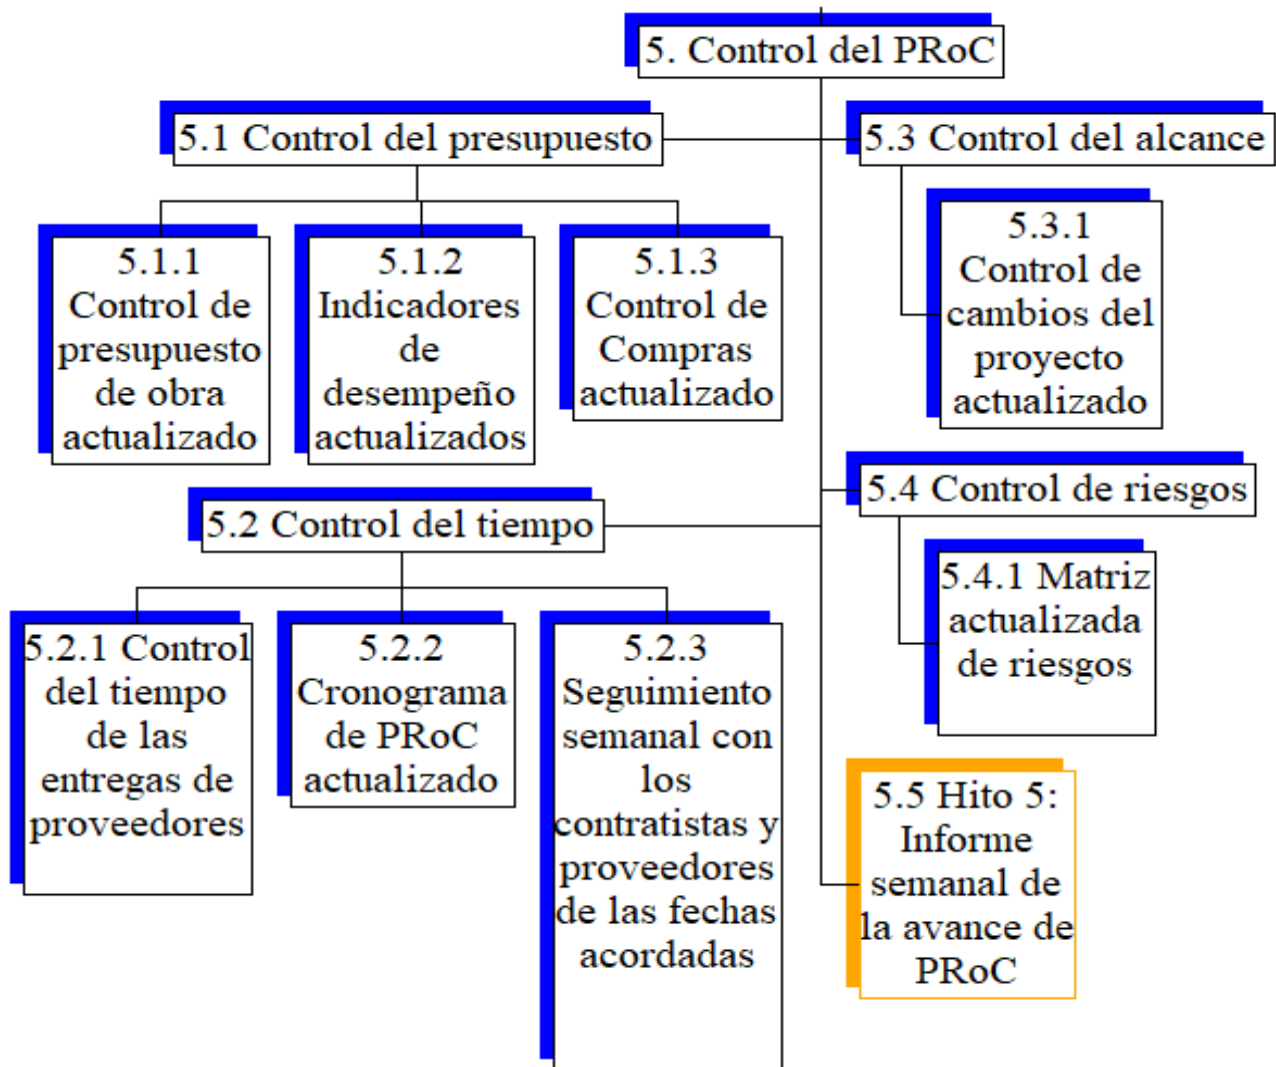 5. Control del PRoC
5.1 Control del presupuesto
5.1.1
Control de
presupuesto
de obra
actualizado
5.1.2
Indicadores
de
desempeño
actualizados
5.1.3
Control de
Compras
actualizado
5.2 Control del tiempo
5.2.1 Control
del tiempo
de las
entregas de
proveedores
5.2.2
Cronograma
de PRoC
actualizado
5.2.3
Seguimiento
semanal con
los
contratistas y
proveedores
de las fechas
acordadas
5.3 Control del alcance
5.3.1
Control de
cambios del
proyecto
actualizado
5.4 Control de riesgos
5.4.1 Matriz
actualizada
de riesgos
5.5 Hito 5:
Informe
semanal de
la avance de
PRoC